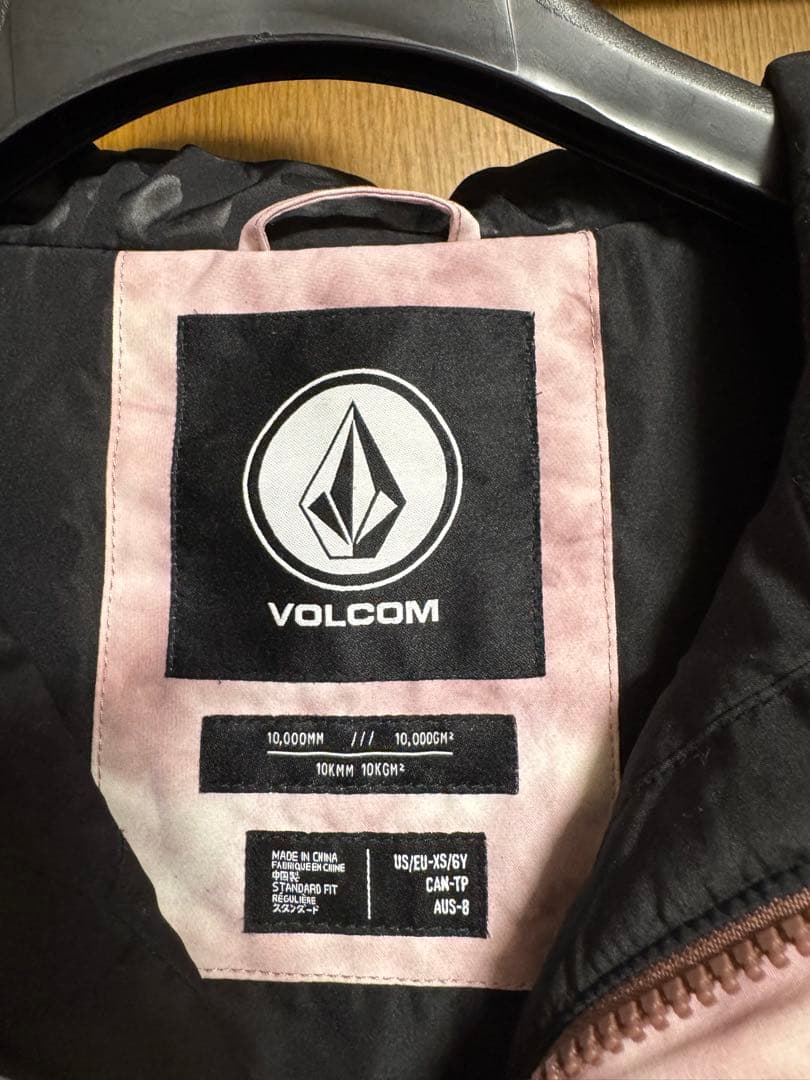 VOLCOM
10,000MM /// 10,000GM²
10KMM 10KGM²
MADE IN CHINA
FABRIQUE EN CHINE
中国製
STANDARD FIT
RÉGULIÈRE
スタンダード
US/EU-XS/6Y
CAN-TP
AUS-8